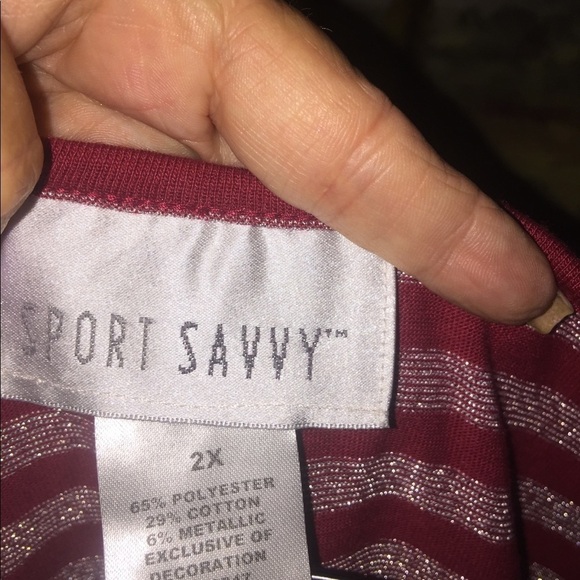 SPORT SAVVY™
2X
65% POLYESTER
29% COTTON
6% METALLIC
EXCLUSIVE OF
DECORATION